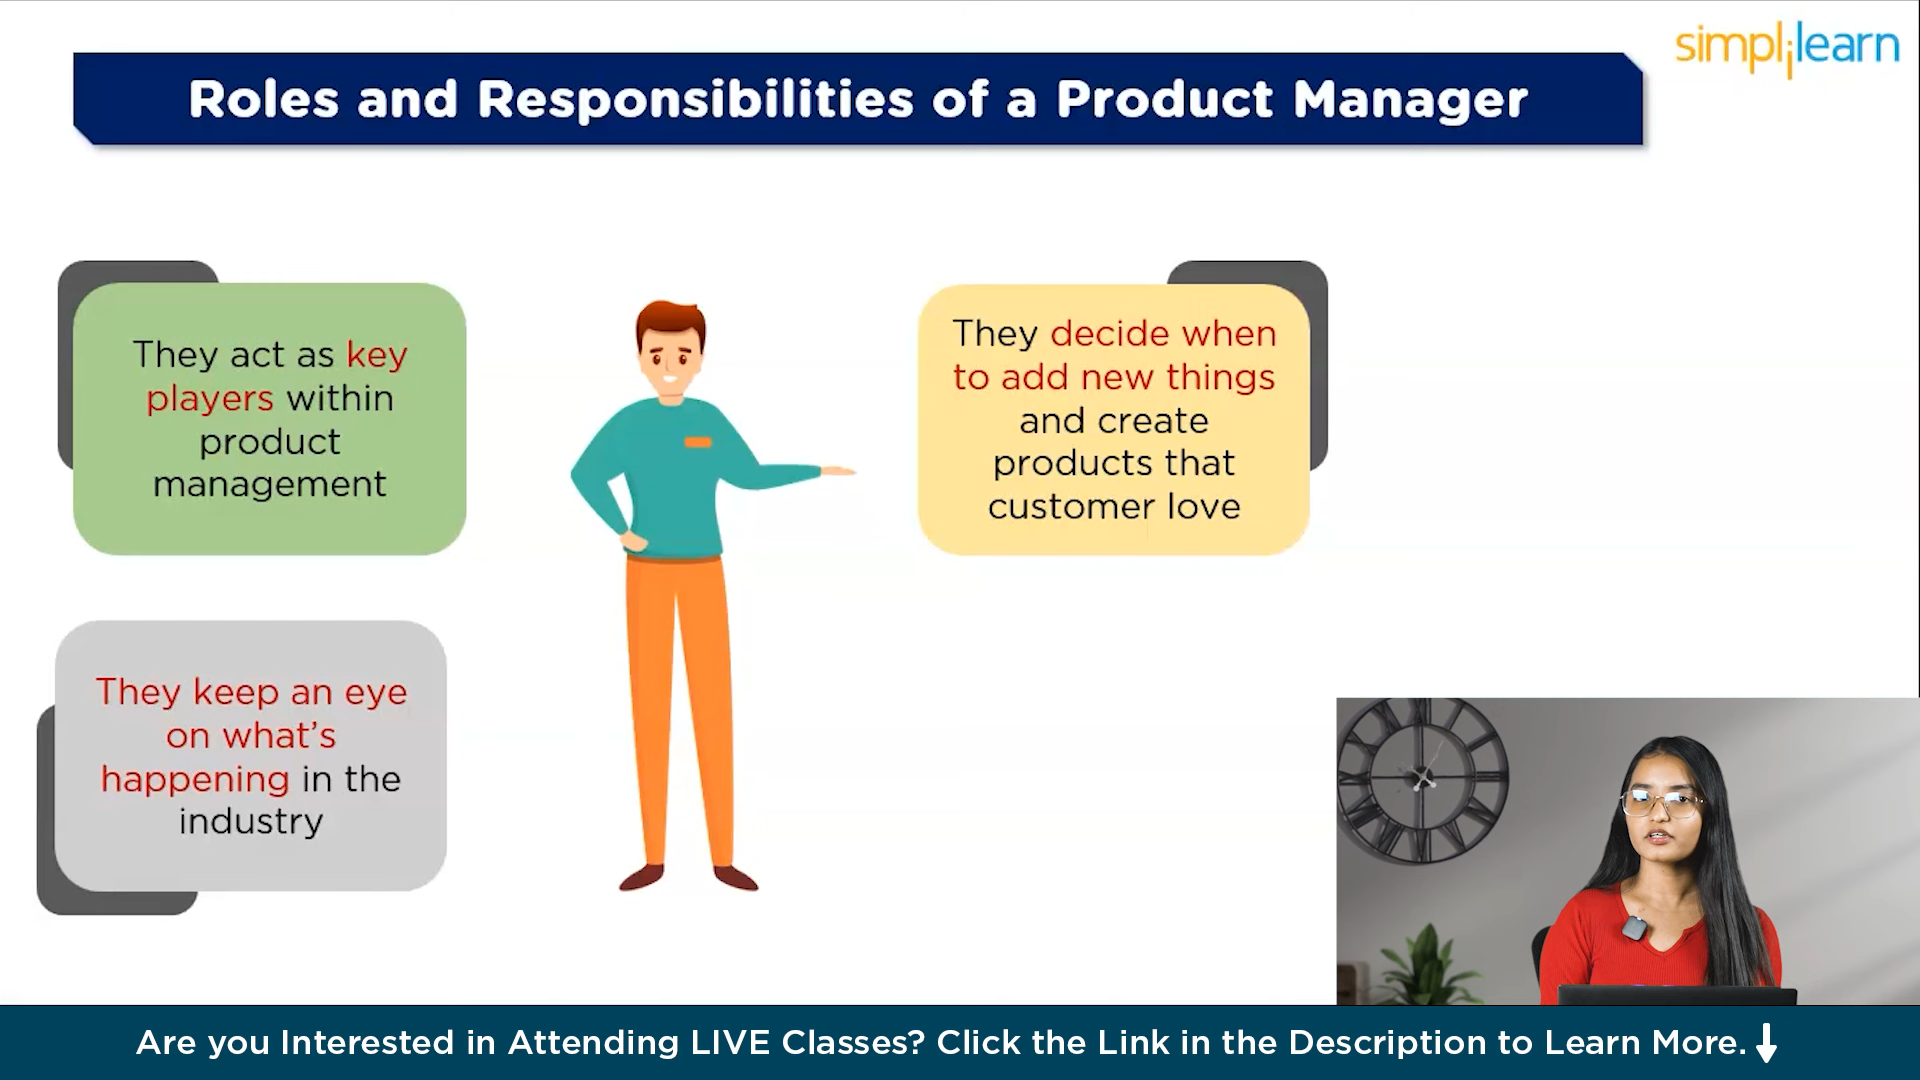 simplilearn
Roles and Responsibilities of a Product Manager
They act as key
players within
product
management
They decide when
to add new things
and create
products that
customer love
They keep an eye
on what's
happening in the
industry
Are you Interested in Attending LIVE Classes? Click the Link in the Description to Learn More.